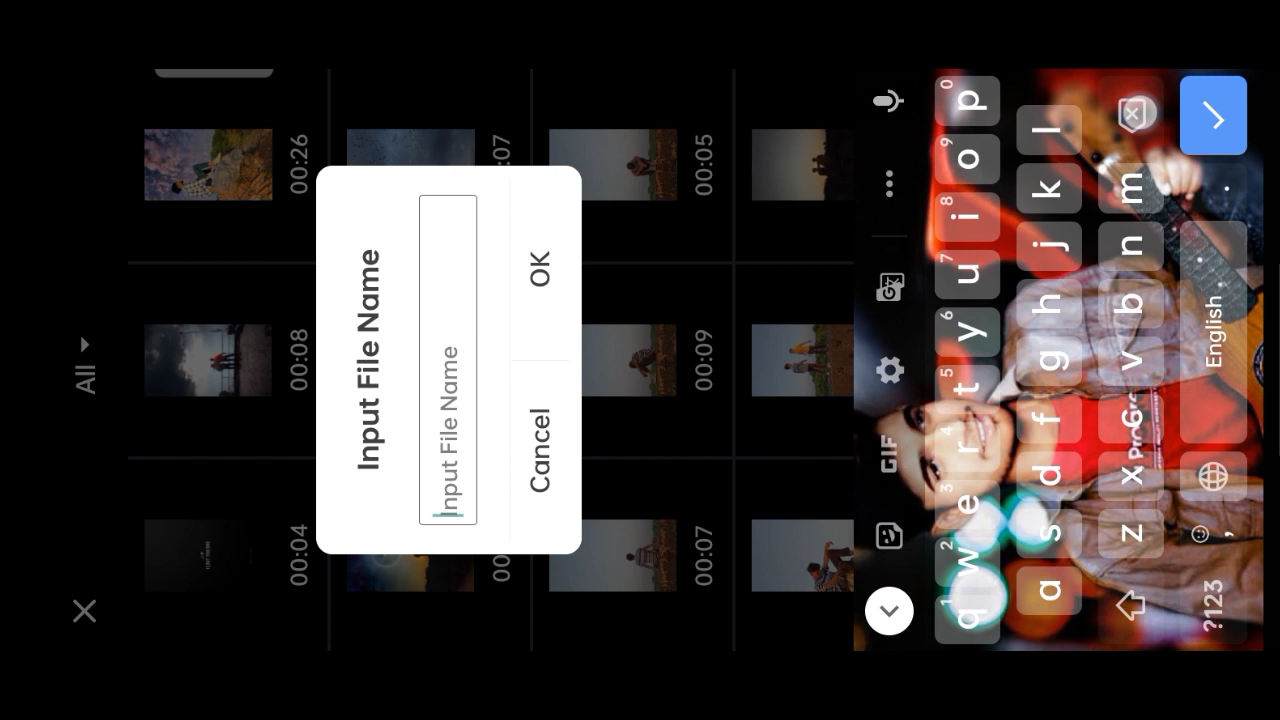 All
00:26
00:08
00:04
:07
00
00:05
00:09
00:07
Input File Name
Input File Name
Cancel
OK
GIF
1 2 3 4 5 6 7 8 9 0
q w e r t y u i o p
a s d f g h j k l
z x c v b n m
?123 , English .